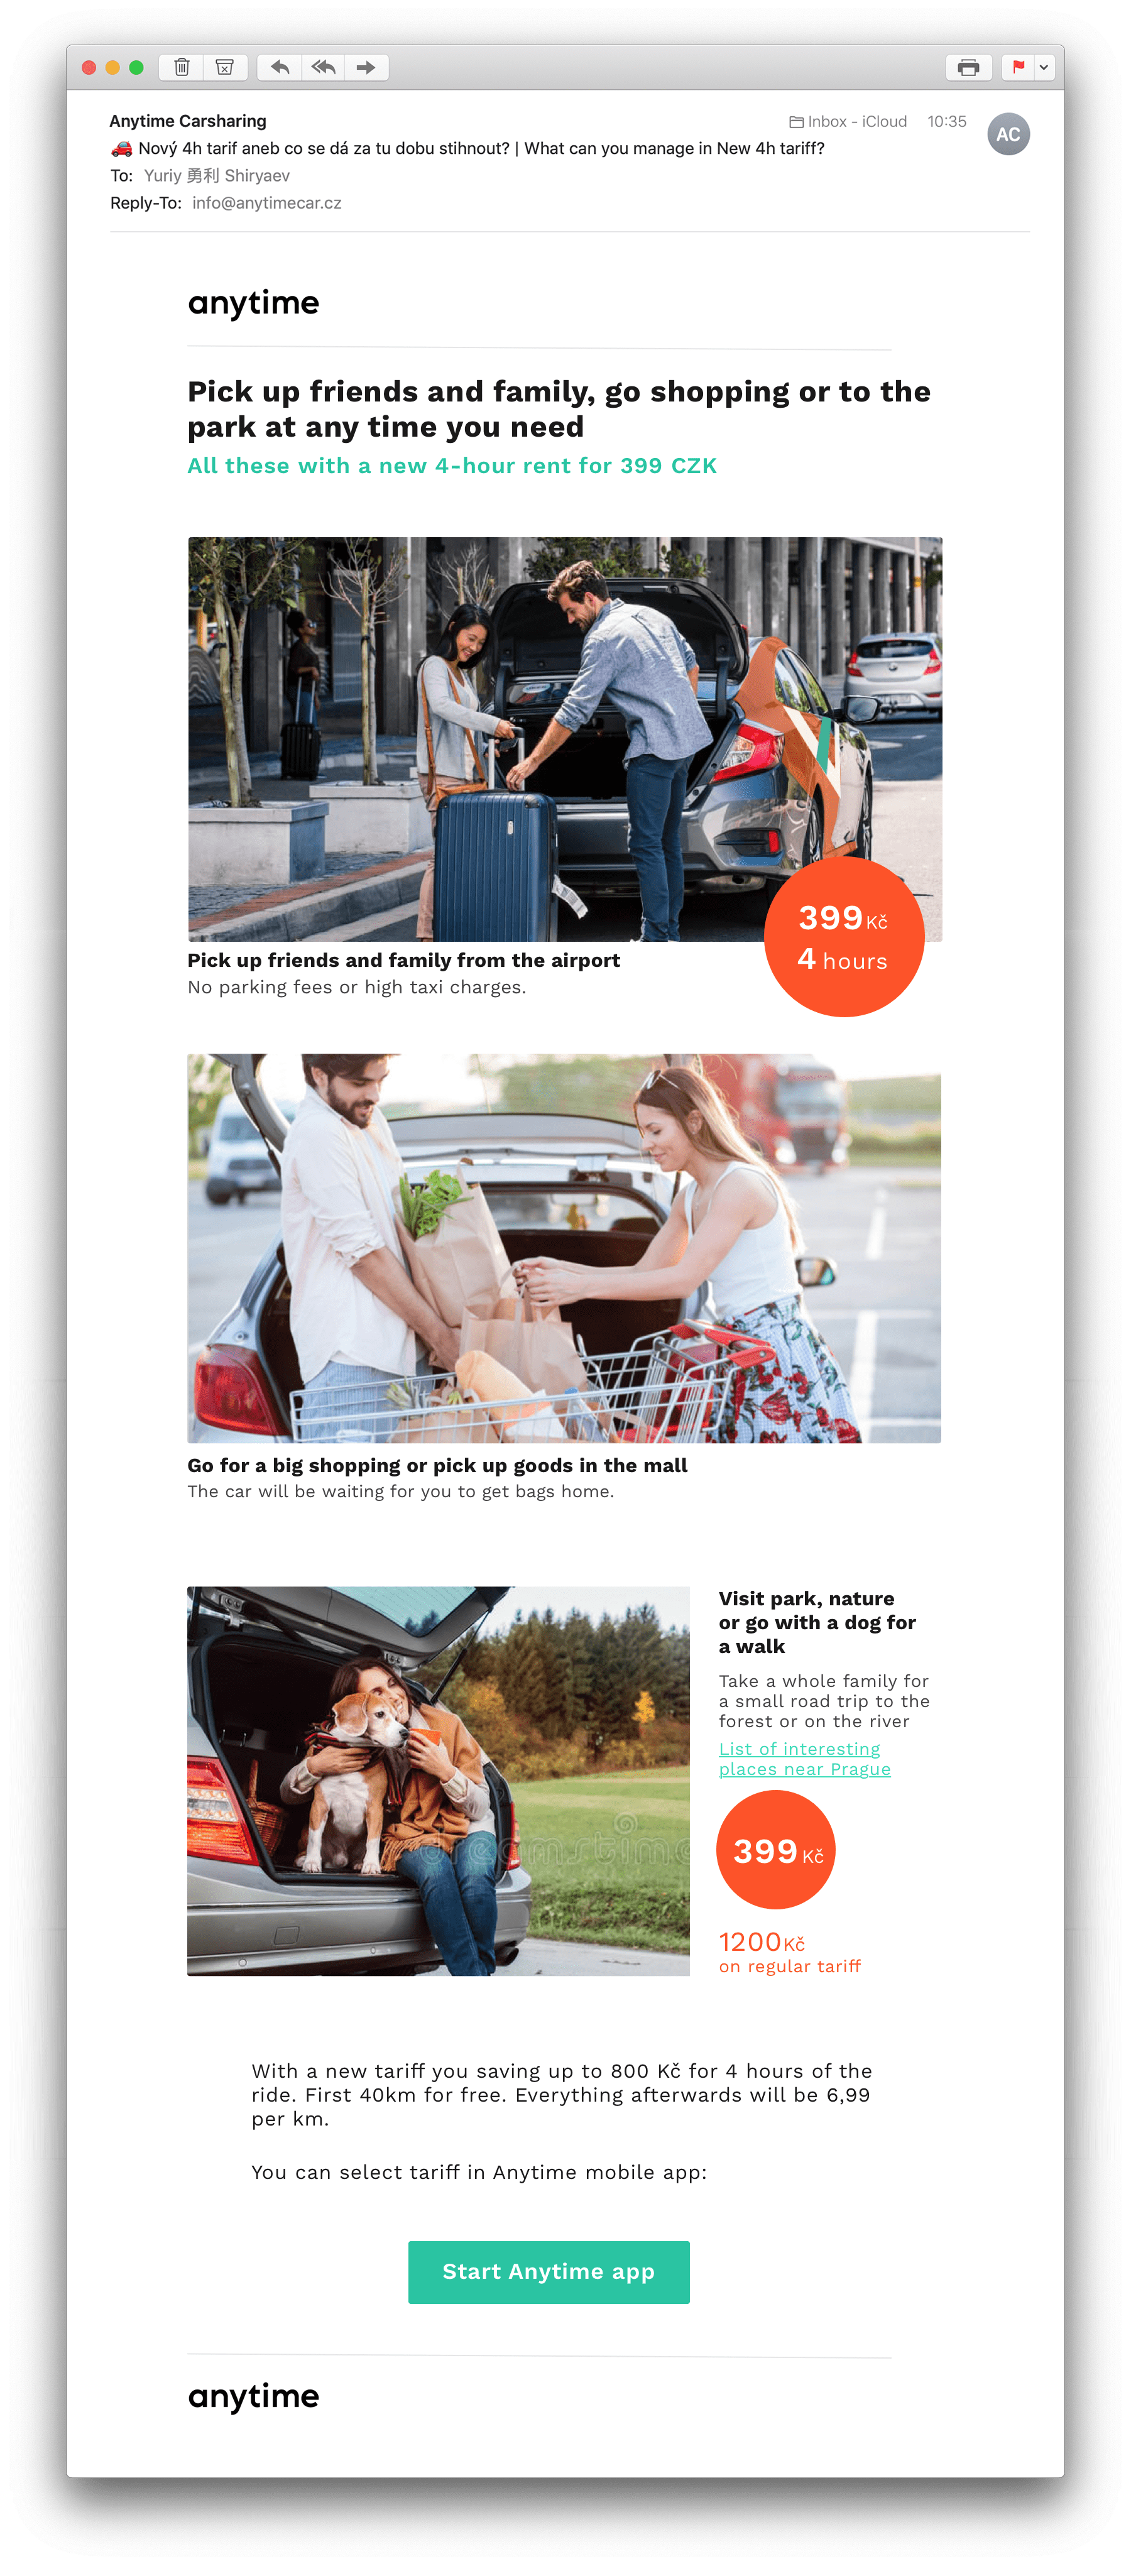 Anytime Carsharing
Inbox - iCloud 10:35
AC
🚗 Nový 4h tarif aneb co se dá za tu dobu stihnout? | What can you manage in New 4h tariff?
To: Yuriy 勇利 Shiryaev
Reply-To: info@anytimecar.cz
anytime
Pick up friends and family, go shopping or to the
park at any time you need
All these with a new 4-hour rent for 399 CZK
399 Kč
4 hours
Pick up friends and family from the airport
No parking fees or high taxi charges.
Go for a big shopping or pick up goods in the mall
The car will be waiting for you to get bags home.
Visit park, nature
or go with a dog for
a walk
Take a whole family for
a small road trip to the
forest or on the river
List of interesting
places near Prague
dreamstime
399 Kč
1200 Kč
on regular tariff
With a new tariff you saving up to 800 Kč for 4 hours of the
ride. First 40km for free. Everything afterwards will be 6,99
per km.
You can select tariff in Anytime mobile app:
Start Anytime app
anytime